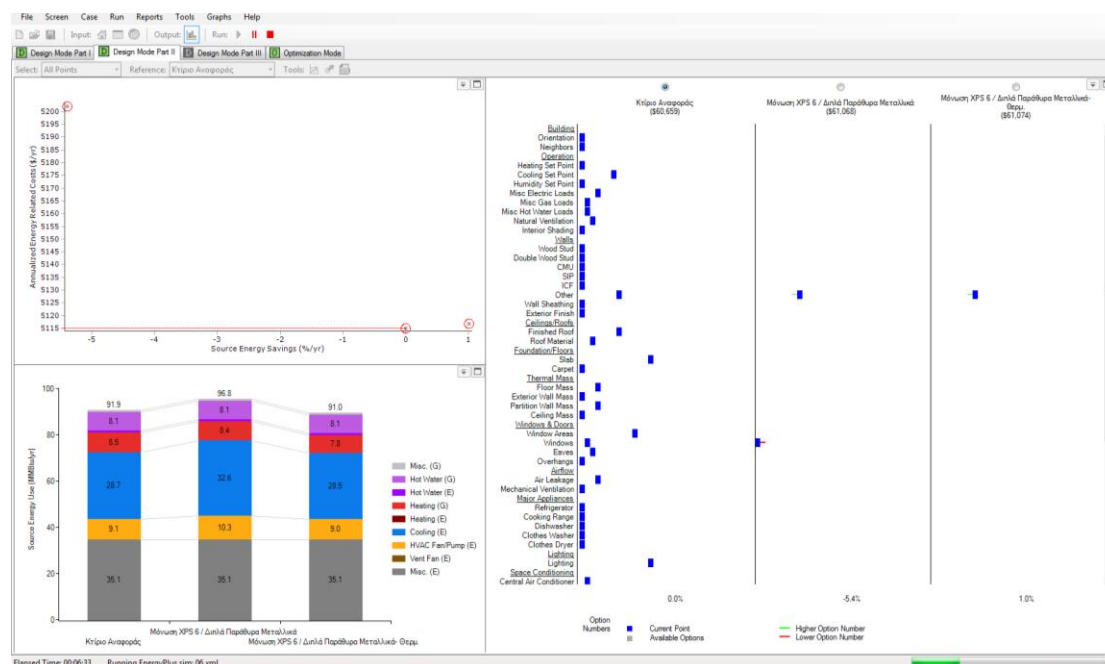 File Screen Case Run Reports Tools Graphs Help
Input: Output: Run:
Design Mode Part I Design Mode Part II Design Mode Part III Optimization Mode
Select: All Points Reference: Κτίριο Αναφοράς Tools:
Annualized Energy Related Costs ($/yr)
5200
5195
5190
5185
5180
5175
5170
5165
5160
5155
5150
5145
5140
5135
5130
5125
5120
5115
-5 -4 -3 -2 -1 0 1
Source Energy Savings (%/yr)
Source Energy Use (MMBtu/yr)
100
80
60
40
20
0
91.9 96.8 91.0
8.1 8.1 8.1
8.5 8.4 7.8
28.7 32.6 28.5
9.1 10.3 9.0
35.1 35.1 35.1
Κτίριο Αναφοράς
Μόνωση XPS 6 / Διπλά Παράθυρα Μεταλλικά
Μόνωση XPS 6 / Διπλά Παράθυρα Μεταλλικά- Θερμ.
Misc. (G)
Hot Water (G)
Hot Water (E)
Heating (G)
Heating (E)
Cooling (E)
HVAC Fan/Pump (E)
Vent Fan (E)
Misc. (E)
Κτίριο Αναφοράς
($60,659)
Μόνωση XPS 6 / Διπλά Παράθυρα Μεταλλικά
($61,068)
Μόνωση XPS 6 / Διπλά Παράθυρα Μεταλλικά-
Θερμ.
($61,074)
Building
Orientation
Neighbors
Operation
Heating Set Point
Cooling Set Point
Humidity Set Point
Misc Electric Loads
Misc Gas Loads
Misc Hot Water Loads
Natural Ventilation
Interior Shading
Walls
Wood Stud
Double Wood Stud
CMU
SIP
ICF
Other
Wall Sheathing
Exterior Finish
Ceilings/Roofs
Finished Roof
Roof Material
Foundation/Floors
Slab
Carpet
Thermal Mass
Floor Mass
Exterior Wall Mass
Partition Wall Mass
Ceiling Mass
Windows & Doors
Window Areas
Windows
Eaves
Overhangs
Airflow
Air Leakage
Mechanical Ventilation
Major Appliances
Refrigerator
Cooking Range
Dishwasher
Clothes Washer
Clothes Dryer
Lighting
Lighting
Space Conditioning
Central Air Conditioner
0.0% -5.4% 1.0%
Option
Numbers
Current Point
Available Options
Higher Option Number
Lower Option Number
Elapsed Time: 00:06:33 Running EnergyPlus sim: 06.xml